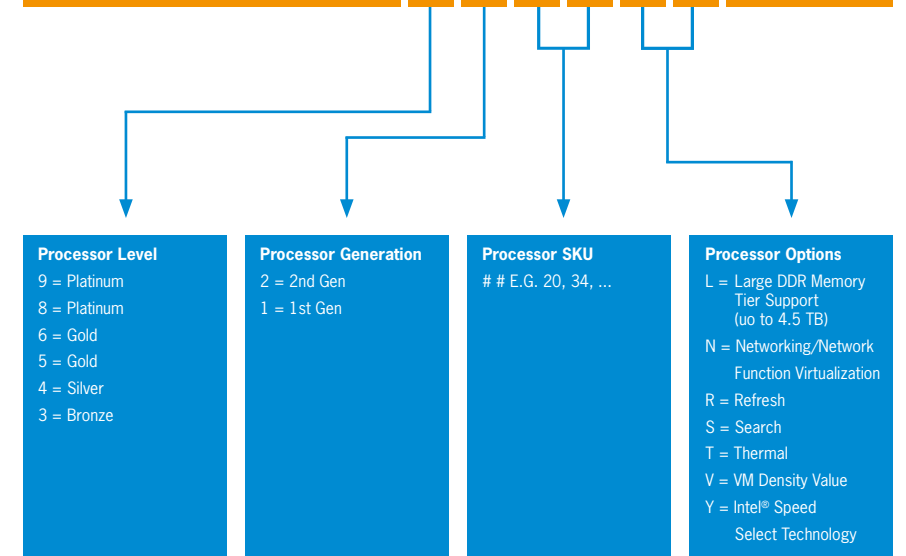 Processor Level
9 = Platinum
8 = Platinum
6 = Gold
5 = Gold
4 = Silver
3 = Bronze
Processor Generation
2 = 2nd Gen
1 = 1st Gen
Processor SKU
# # E.G. 20, 34, ...
Processor Options
L = Large DDR Memory
Tier Support
(uo to 4.5 TB)
N = Networking/Network
Function Virtualization
R = Refresh
S = Search
T = Thermal
V = VM Density Value
Y = Intel® Speed
Select Technology